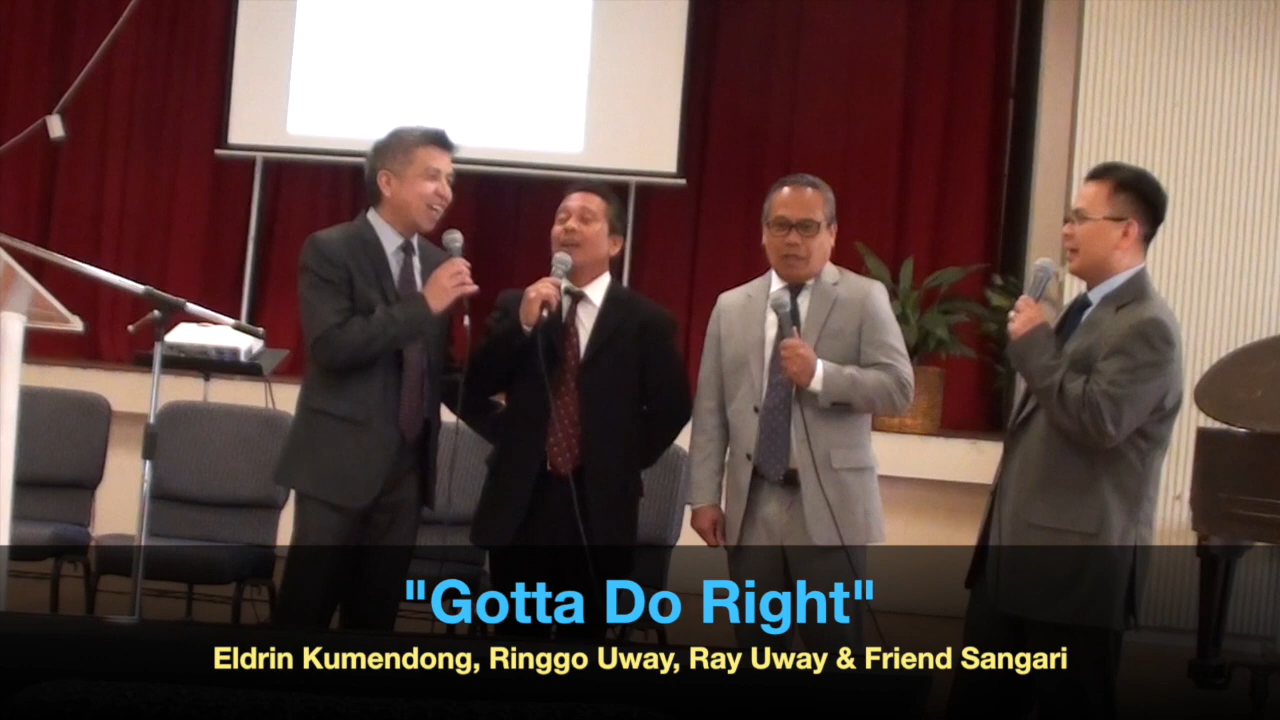 "Gotta Do Right"
Eldrin Kumendong, Ringgo Uway, Ray Uway & Friend Sangari